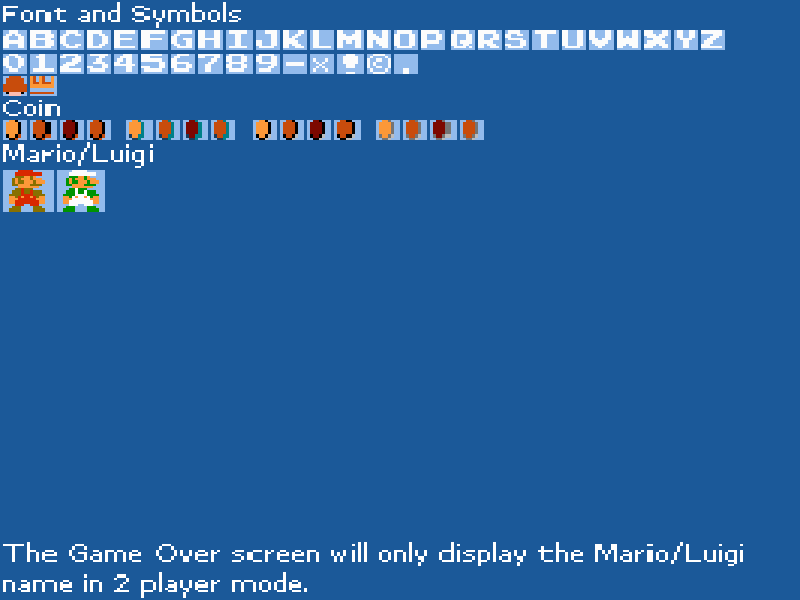 Font and Symbols
ABCDEFGHIJKLMNOPQRSTUVWXYZ
0123456789-×!©.
Coin
Mario/Luigi
The Game Over screen will only display the Mario/Luigi
name in 2 player mode.